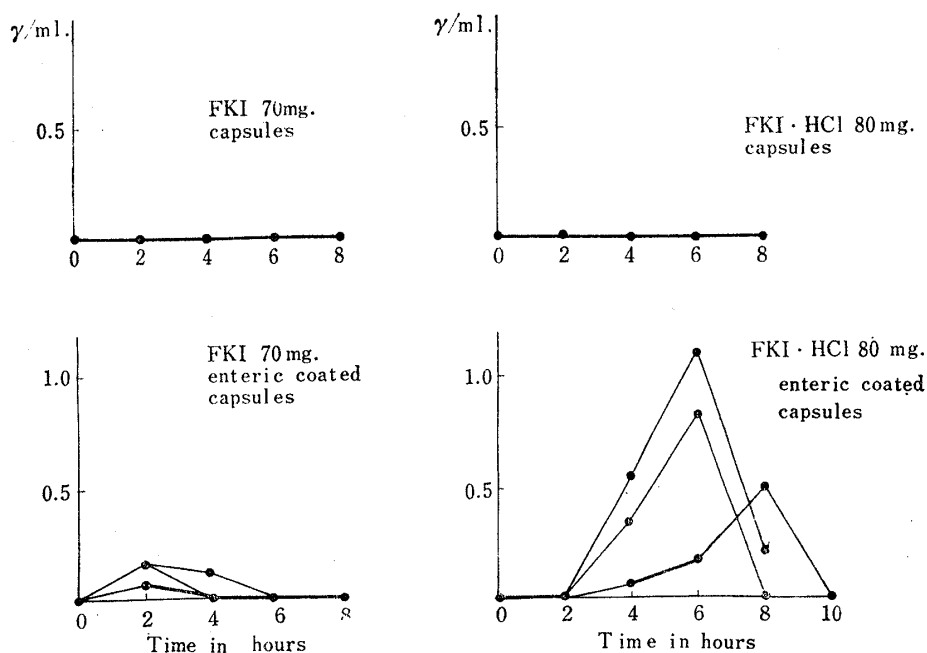 γ/ml.
0.5
FKI 70mg.
capsules
0 2 4 6 8
0.5
FKI · HCl 80mg.
capsules
0 2 4 6 8
1.0
0.5
FKI 70mg.
enteric coated
capsules
0 2 4 6 8
Time in hours
1.0
0.5
FKI · HCl 80 mg.
enteric coated
capsules
0 2 4 6 8 10
Time in hours